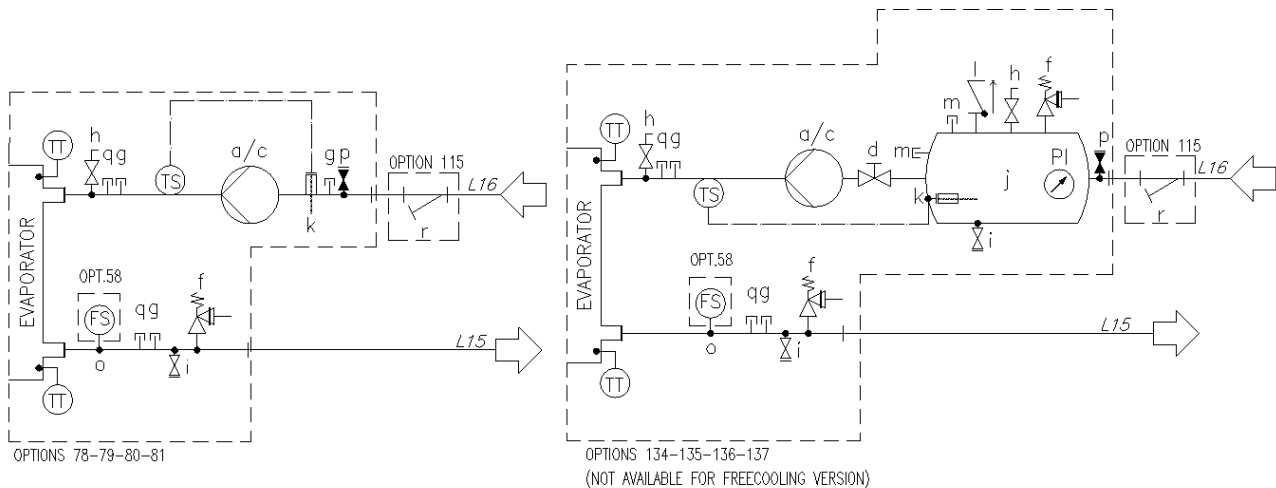 TT
h
qg
TS
a/c
gp
k
OPTION 115
r
L16
EVAPORATOR
OPT.58
FS
o
qg
i
f
L15
TT
OPTIONS 78-79-80-81
TT
h
qg
TS
a/c
d
m
m
l
h
f
k
j
PI
i
p
OPTION 115
r
L16
EVAPORATOR
OPT.58
FS
o
qg
i
f
L15
TT
OPTIONS 134-135-136-137
(NOT AVAILABLE FOR FREECOOLING VERSION)